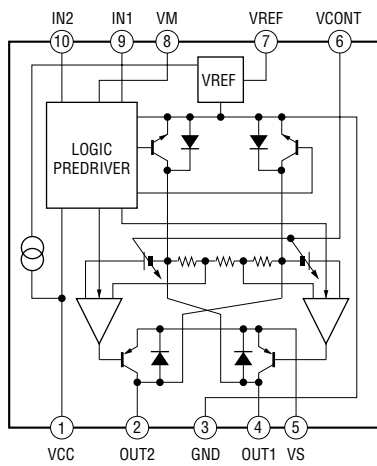 IN2 IN1 VM VREF VCONT
10 9 8 7 6
VREF
LOGIC
PREDRIVER
1 2 3 4 5
VCC OUT2 GND OUT1 VS